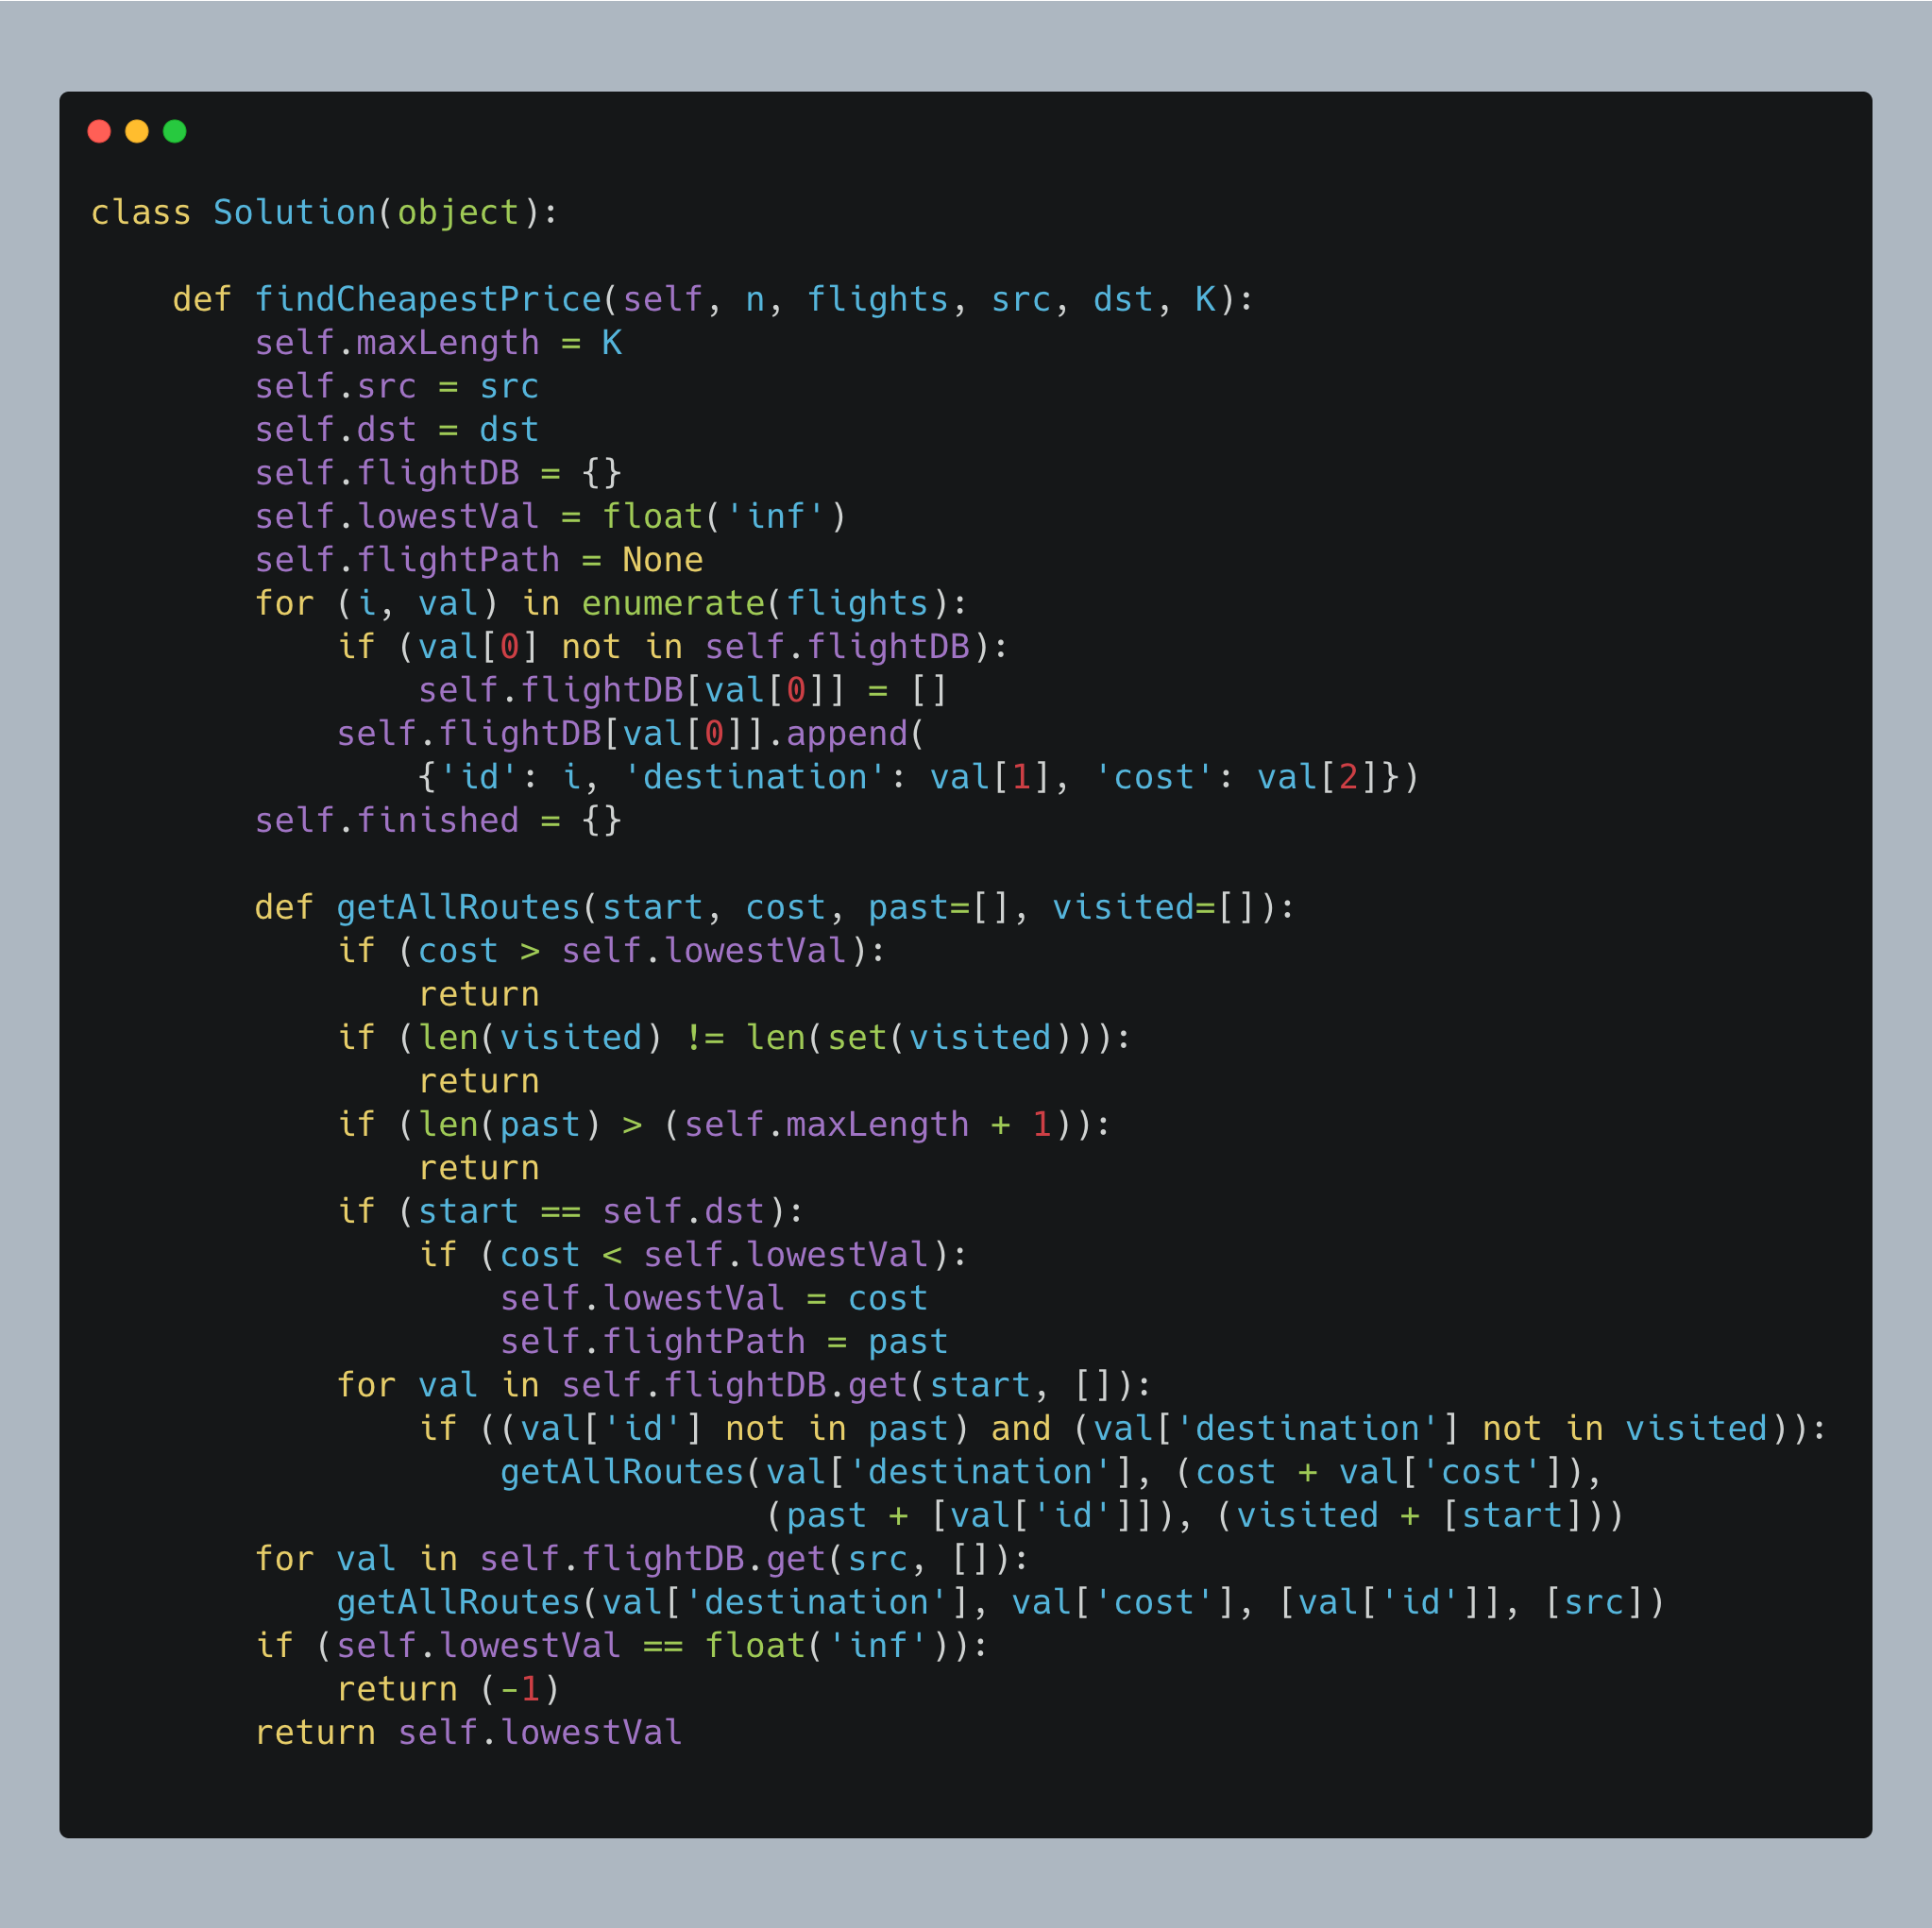 class Solution(object):

    def findCheapestPrice(self, n, flights, src, dst, K):
        self.maxLength = K
        self.src = src
        self.dst = dst
        self.flightDB = {}
        self.lowestVal = float('inf')
        self.flightPath = None
        for (i, val) in enumerate(flights):
            if (val[0] not in self.flightDB):
                self.flightDB[val[0]] = []
            self.flightDB[val[0]].append(
                {'id': i, 'destination': val[1], 'cost': val[2]})
        self.finished = {}

        def getAllRoutes(start, cost, past=[], visited=[]):
            if (cost > self.lowestVal):
                return
            if (len(visited) != len(set(visited))):
                return
            if (len(past) > (self.maxLength + 1)):
                return
            if (start == self.dst):
                if (cost < self.lowestVal):
                    self.lowestVal = cost
                    self.flightPath = past
            for val in self.flightDB.get(start, []):
                if ((val['id'] not in past) and (val['destination'] not in visited)):
                    getAllRoutes(val['destination'], (cost + val['cost']),
                                 (past + [val['id']]), (visited + [start]))
        for val in self.flightDB.get(src, []):
            getAllRoutes(val['destination'], val['cost'], [val['id']], [src])
        if (self.lowestVal == float('inf')):
            return (-1)
        return self.lowestVal